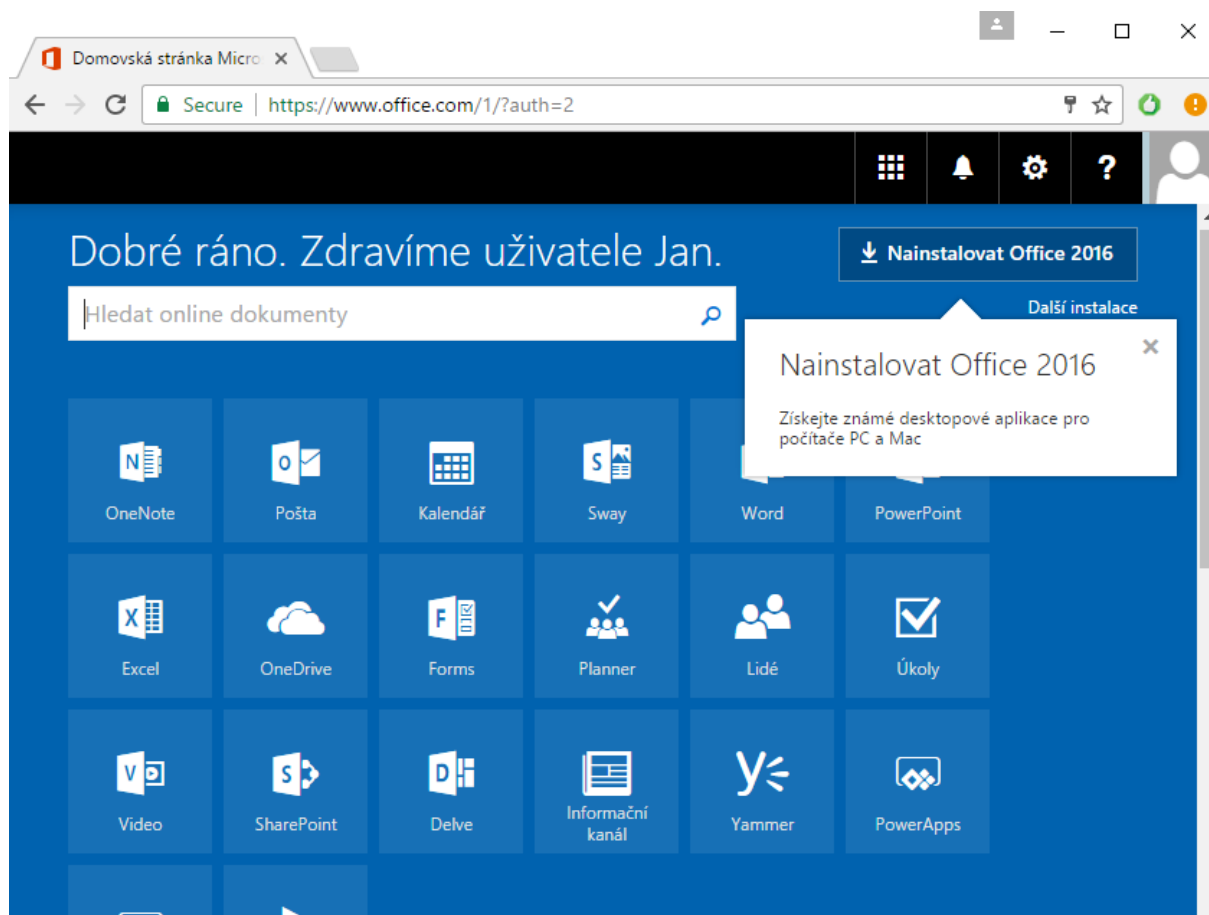 Domovská stránka Micro
Secure | https://www.office.com/1/?auth=2
?
Dobré ráno. Zdravíme uživatele Jan.
Nainstalovat Office 2016
Hledat online dokumenty
Další instalace
Nainstalovat Office 2016
Získejte známé desktopové aplikace pro
počítače PC a Mac
OneNote
Pošta
Kalendář
Sway
Word
PowerPoint
Excel
OneDrive
Forms
Planner
Lidé
Úkoly
Video
SharePoint
Delve
Informační
kanál
Yammer
PowerApps